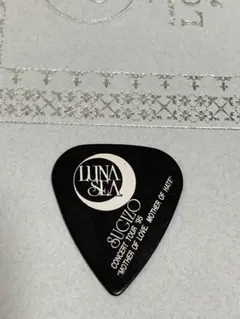 LUNA
SEA
SUGIZO
CONCERT TOUR '95
"MOTHER OF LOVE, MOTHER OF HATE"